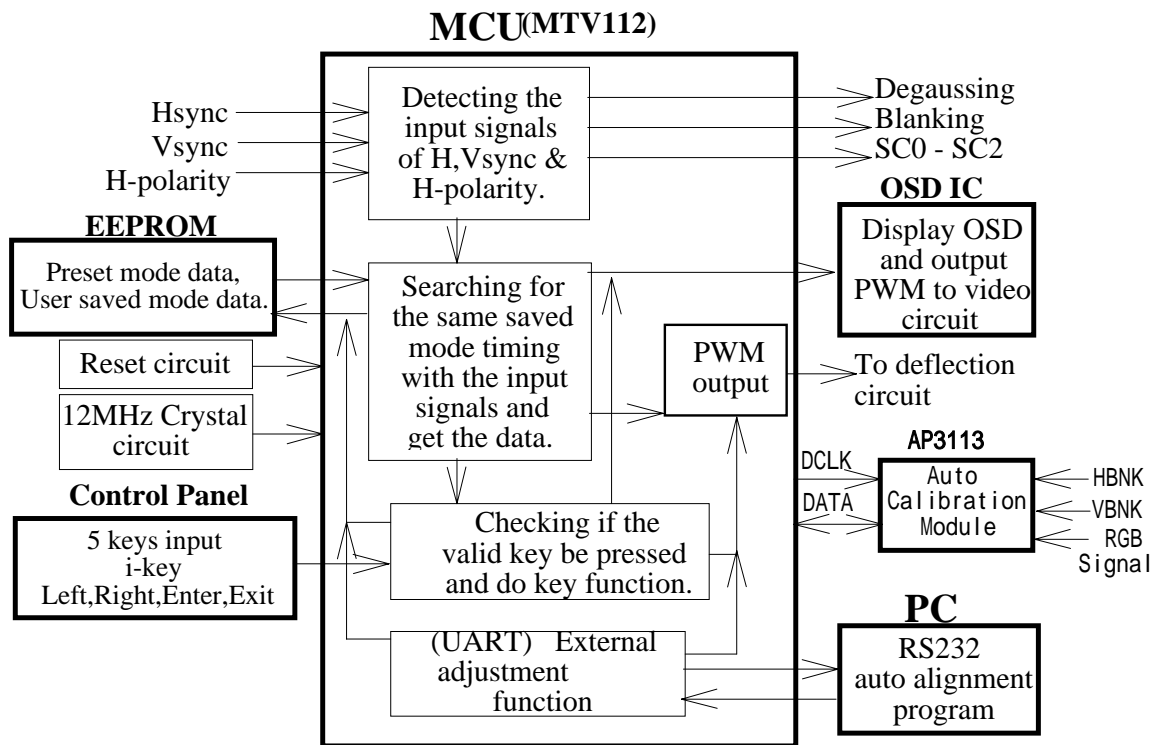 MCU(MTV112)
Hsync
Vsync
H-polarity
Detecting the
input signals
of H,Vsync &
H-polarity.
Degaussing
Blanking
SC0 - SC2
EEPROM
Preset mode data,
User saved mode data.
Searching for
the same saved
mode timing
with the input
signals and
get the data.
OSD IC
Display OSD
and output
PWM to video
circuit
Reset circuit
12MHz Crystal
circuit
PWM
output
To deflection
circuit
AP3113
DCLK
DATA
Auto
Calibration
Module
HBNK
VBNK
RGB
Signal
Control Panel
5 keys input
i-key
Left,Right,Enter,Exit
Checking if the
valid key be pressed
and do key function.
(UART) External
adjustment
function
PC
RS232
auto alignment
program